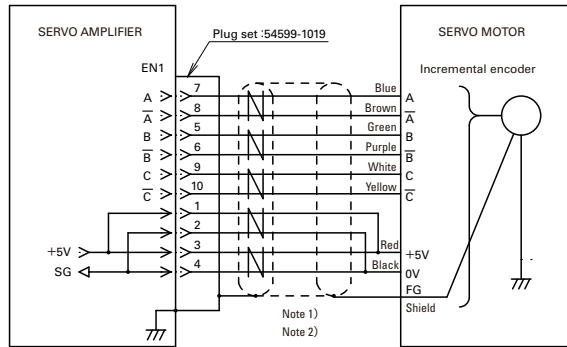 SERVO AMPLIFIER
Plug set :54599-1019
SERVO MOTOR
EN1
Incremental encoder
A 7 Blue A
A̅ 8 Brown A̅
B 5 Green B
B̅ 6 Purple B̅
C 9 White C
C̅ 10 Yellow C̅
1
2
+5V 3 Red +5V
SG 4 Black 0V
FG
Shield
Note 1)
Note 2)